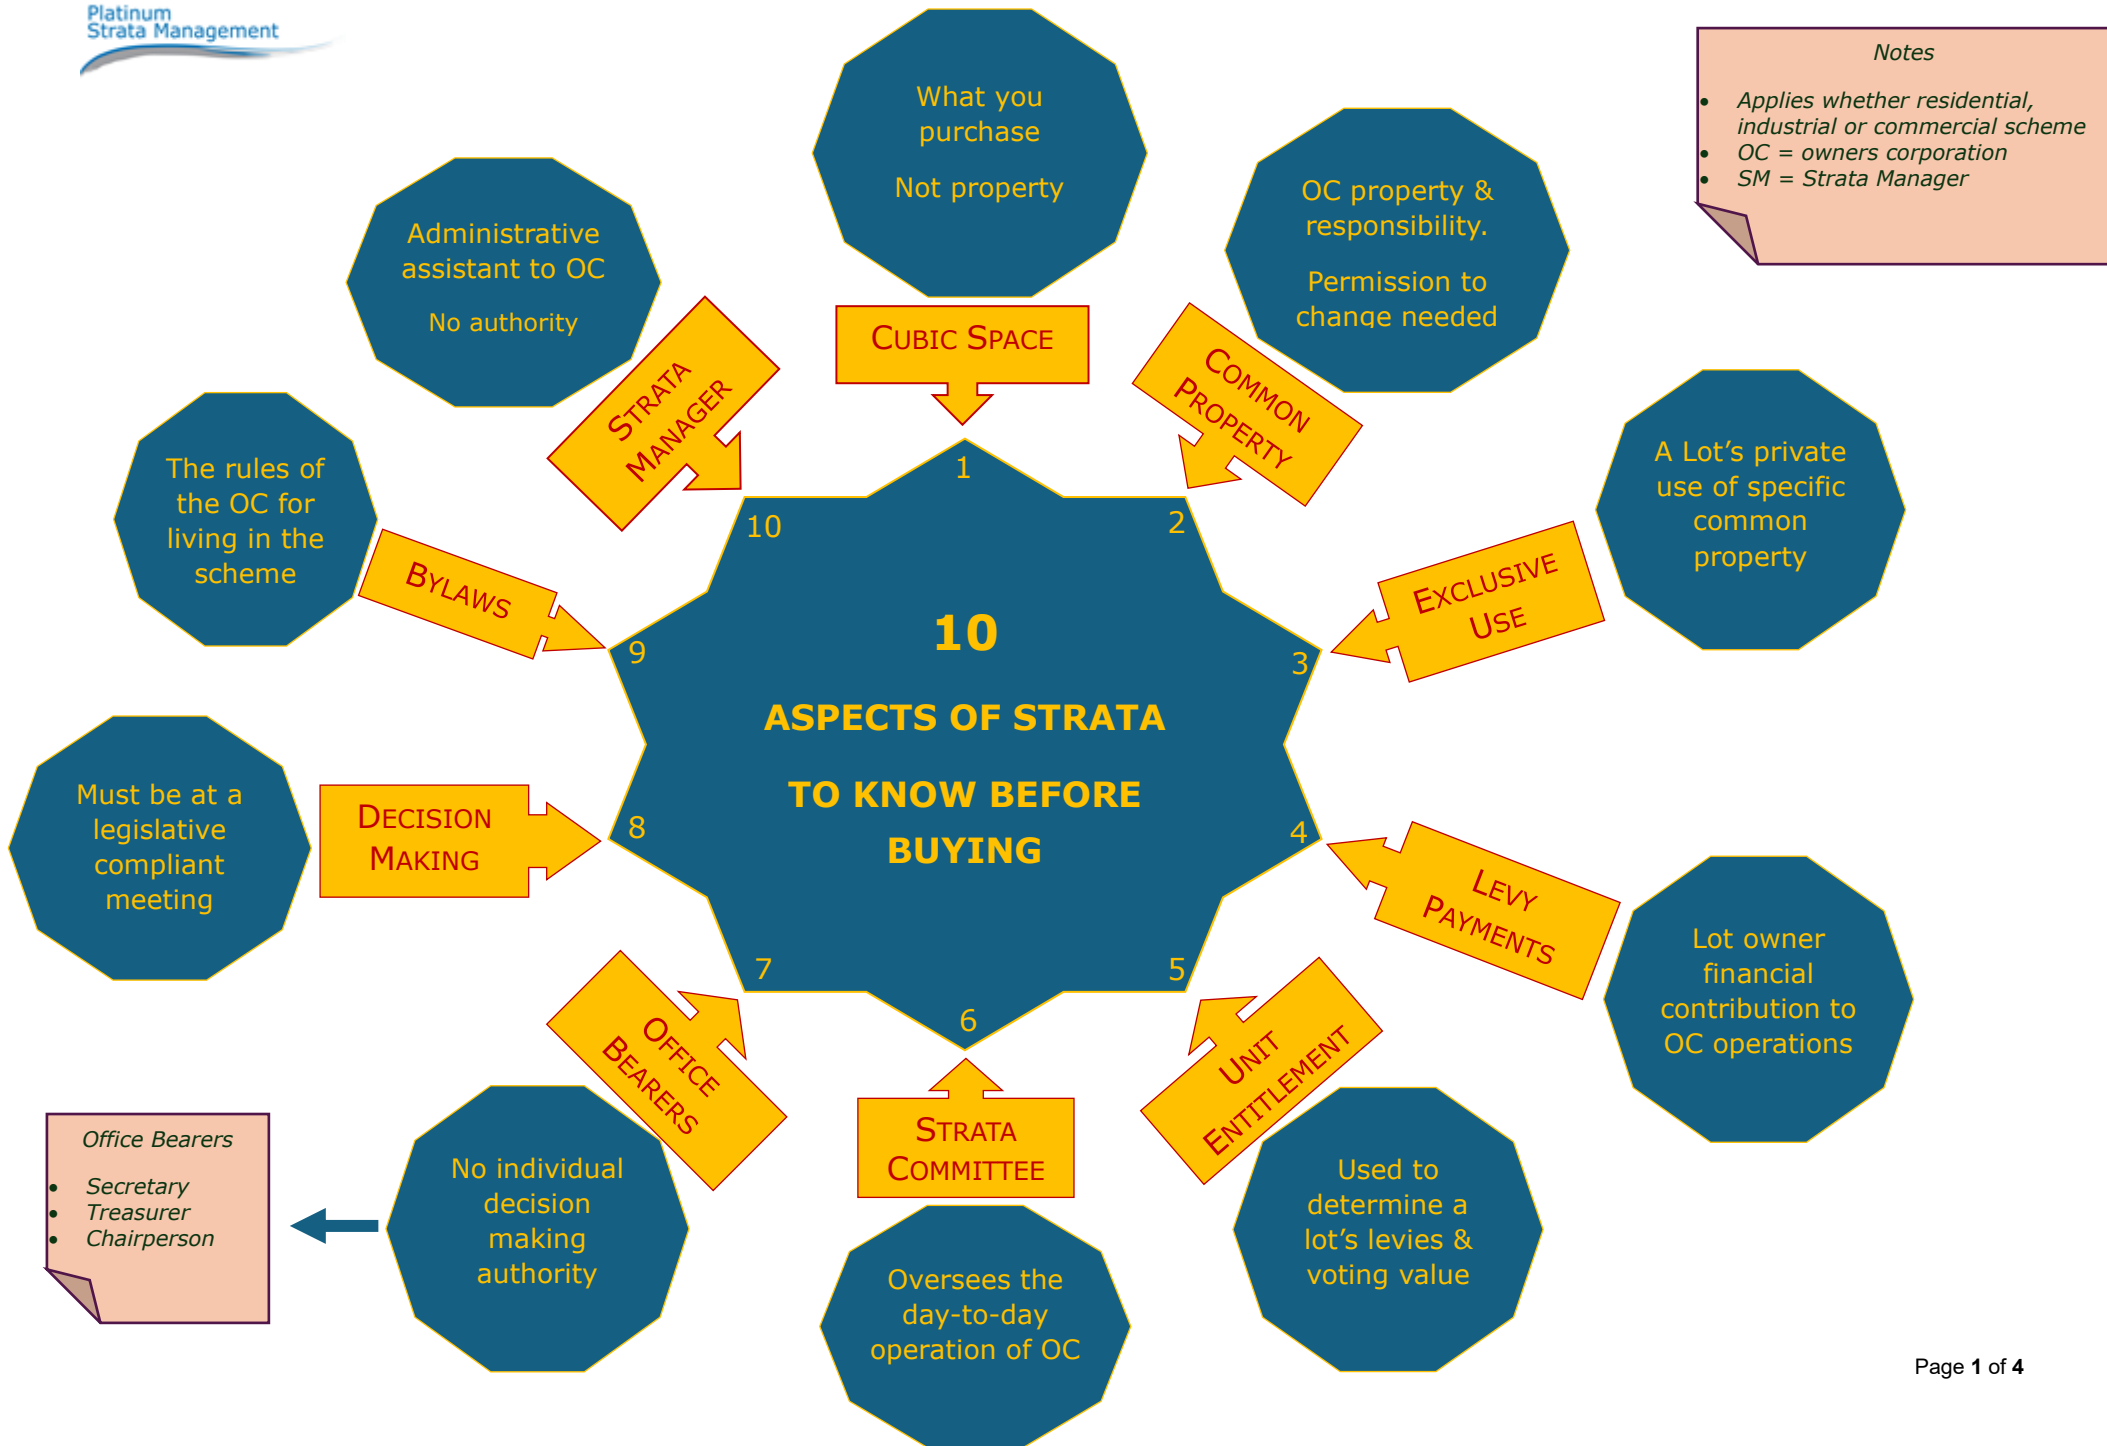 Platinum
Strata Management
Notes
• Applies whether residential,
industrial or commercial scheme
• OC = owners corporation
• SM = Strata Manager
10
ASPECTS OF STRATA
TO KNOW BEFORE
BUYING
1
CUBIC SPACE
What you
purchase
Not property
2
COMMON
PROPERTY
OC property &
responsibility.
Permission to
change needed
3
EXCLUSIVE
USE
A Lot’s private
use of specific
common
property
4
LEVY
PAYMENTS
Lot owner
financial
contribution to
OC operations
5
UNIT
ENTITLEMENT
Used to
determine a
lot’s levies &
voting value
6
STRATA
COMMITTEE
Oversees the
day-to-day
operation of OC
7
OFFICE
BEARERS
No individual
decision
making
authority
Office Bearers
• Secretary
• Treasurer
• Chairperson
8
DECISION
MAKING
Must be at a
legislative
compliant
meeting
9
BYLAWS
The rules of
the OC for
living in the
scheme
10
STRATA
MANAGER
Administrative
assistant to OC
No authority
Page 1 of 4